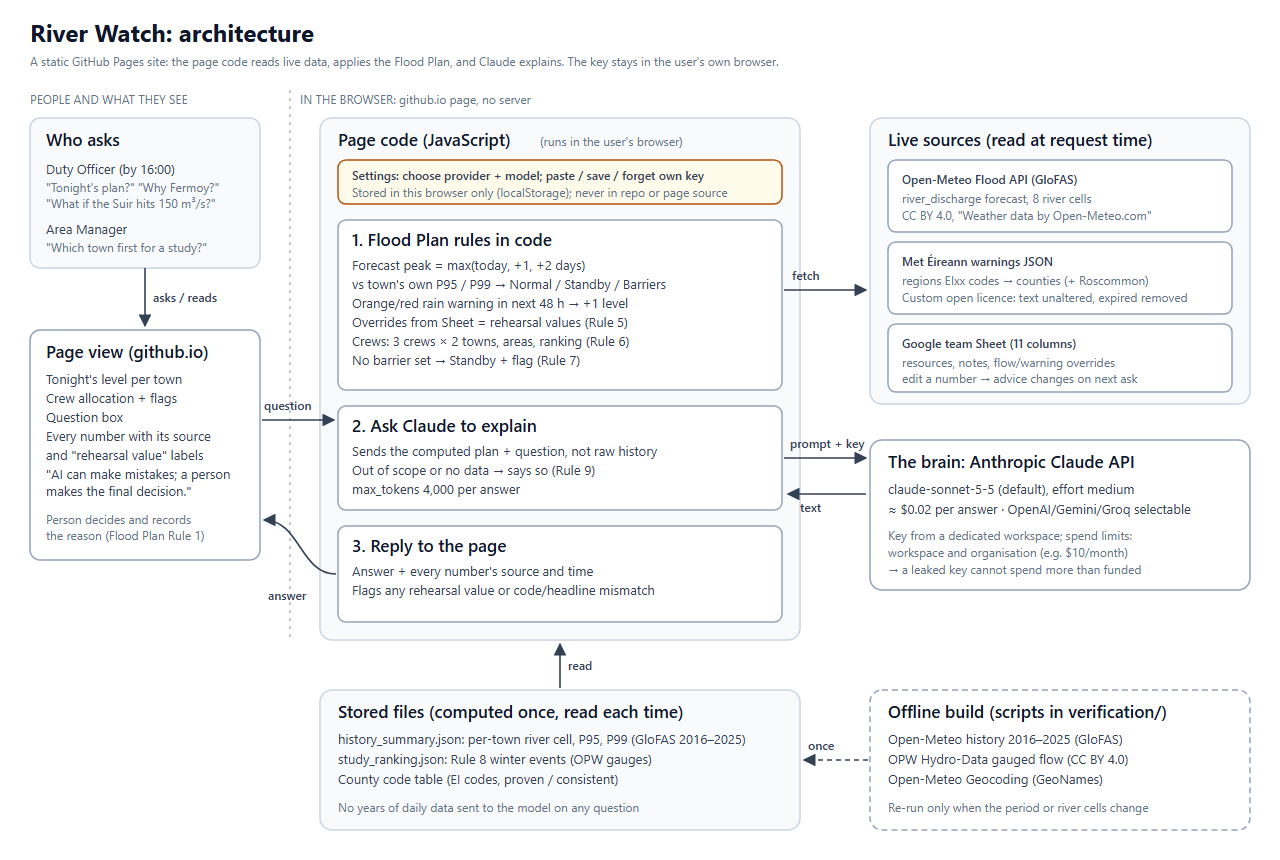 River Watch: architecture
A static GitHub Pages site: the page code reads live data, applies the Flood Plan, and Claude explains. The key stays in the user's own browser.
PEOPLE AND WHAT THEY SEE
IN THE BROWSER: github.io page, no server
Who asks
Duty Officer (by 16:00)
"Tonight's plan?" "Why Fermoy?"
"What if the Suir hits 150 m³/s?"
Area Manager
"Which town first for a study?"
asks / reads
Page view (github.io)
Tonight's level per town
Crew allocation + flags
Question box
Every number with its source
and "rehearsal value" labels
"AI can make mistakes; a person
makes the final decision."
Person decides and records
the reason (Flood Plan Rule 1)
question
answer
Page code (JavaScript)
(runs in the user's browser)
Settings: choose provider + model; paste / save / forget own key
Stored in this browser only (localStorage); never in repo or page source
1. Flood Plan rules in code
Forecast peak = max(today, +1, +2 days)
vs town's own P95 / P99 → Normal / Standby / Barriers
Orange/red rain warning in next 48 h → +1 level
Overrides from Sheet = rehearsal values (Rule 5)
Crews: 3 crews × 2 towns, areas, ranking (Rule 6)
No barrier set → Standby + flag (Rule 7)
2. Ask Claude to explain
Sends the computed plan + question, not raw history
Out of scope or no data → says so (Rule 9)
max_tokens 4,000 per answer
3. Reply to the page
Answer + every number's source and time
Flags any rehearsal value or code/headline mismatch
fetch
prompt + key
text
Live sources (read at request time)
Open-Meteo Flood API (GloFAS)
river_discharge forecast, 8 river cells
CC BY 4.0, "Weather data by Open-Meteo.com"
Met Éireann warnings JSON
regions EIxx codes → counties (+ Roscommon)
Custom open licence: text unaltered, expired removed
Google team Sheet (11 columns)
resources, notes, flow/warning overrides
edit a number → advice changes on next ask
The brain: Anthropic Claude API
claude-sonnet-5-5 (default), effort medium
≈ $0.02 per answer · OpenAI/Gemini/Groq selectable
Key from a dedicated workspace; spend limits:
workspace and organisation (e.g. $10/month)
→ a leaked key cannot spend more than funded
read
Stored files (computed once, read each time)
history_summary.json: per-town river cell, P95, P99 (GloFAS 2016–2025)
study_ranking.json: Rule 8 winter events (OPW gauges)
County code table (EI codes, proven / consistent)
No years of daily data sent to the model on any question
once
Offline build (scripts in verification/)
Open-Meteo history 2016–2025 (GloFAS)
OPW Hydro-Data gauged flow (CC BY 4.0)
Open-Meteo Geocoding (GeoNames)
Re-run only when the period or river cells change